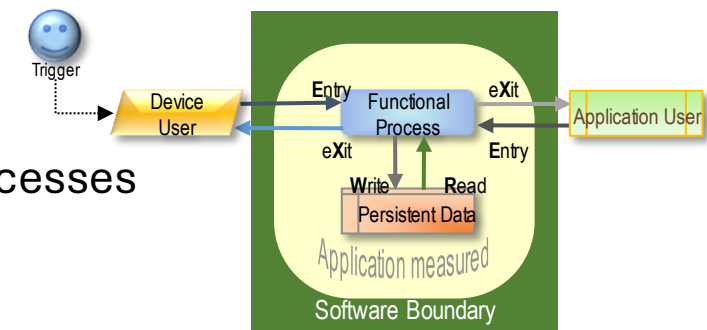 Trigger
Device
User
Entry
eXit
Functional
Process
eXit
Entry
Application User
cesses
Write
Read
Persistent Data
Application measured
Software Boundary